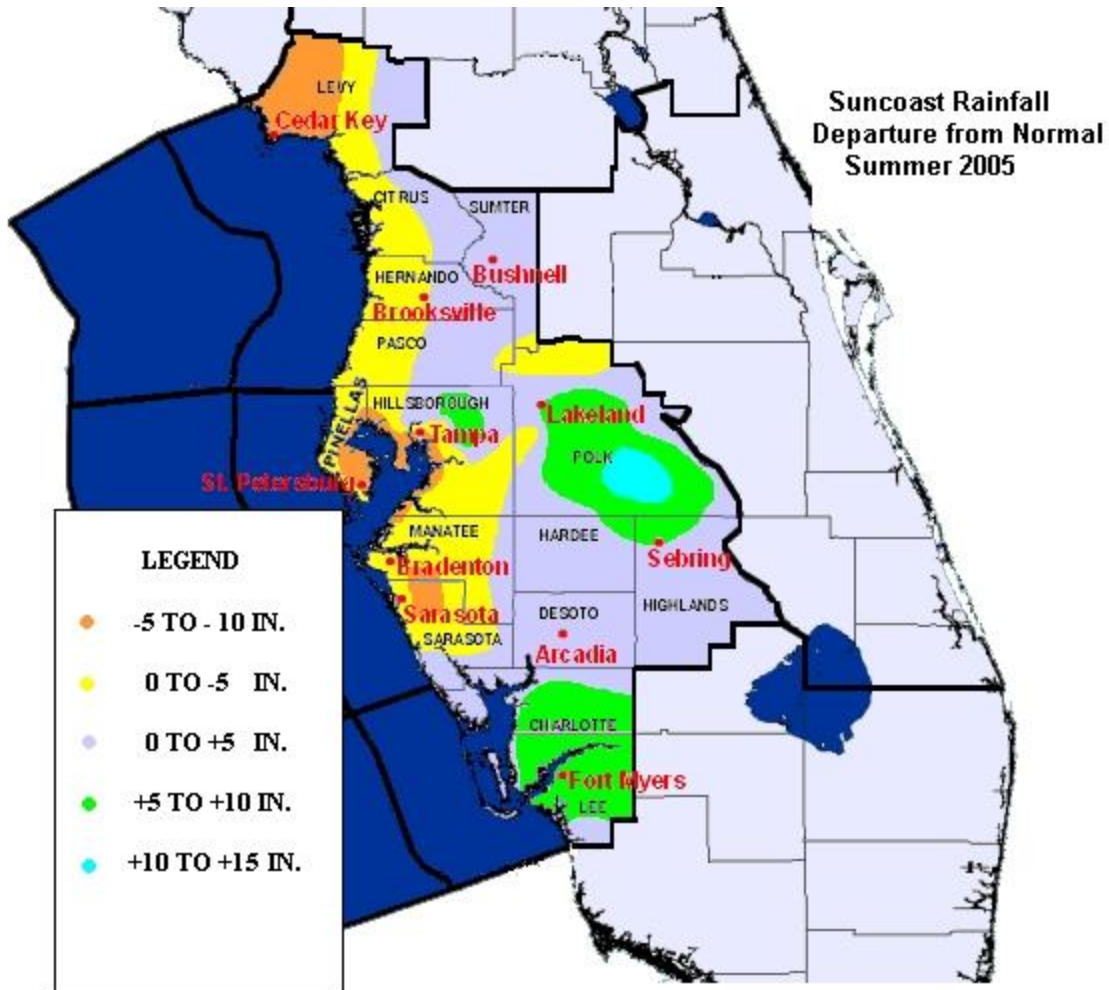 Suncoast Rainfall
Departure from Normal
Summer 2005
LEVY
Cedar Key
CITRUS
SUMTER
Bushnell
HERNANDO
Brooksville
PASCO
PINELLAS
HILLSBOROUGH
Lakeland
Tampa
POLK
St. Petersburg
MANATEE
HARDEE
Sebring
Bradenton
Sarasota
HIGHLANDS
DESOTO
SARASOTA
Arcadia
CHARLOTTE
Fort Myers
LEE
LEGEND
-5 TO - 10 IN.
0 TO -5 IN.
0 TO +5 IN.
+5 TO +10 IN.
+10 TO +15 IN.